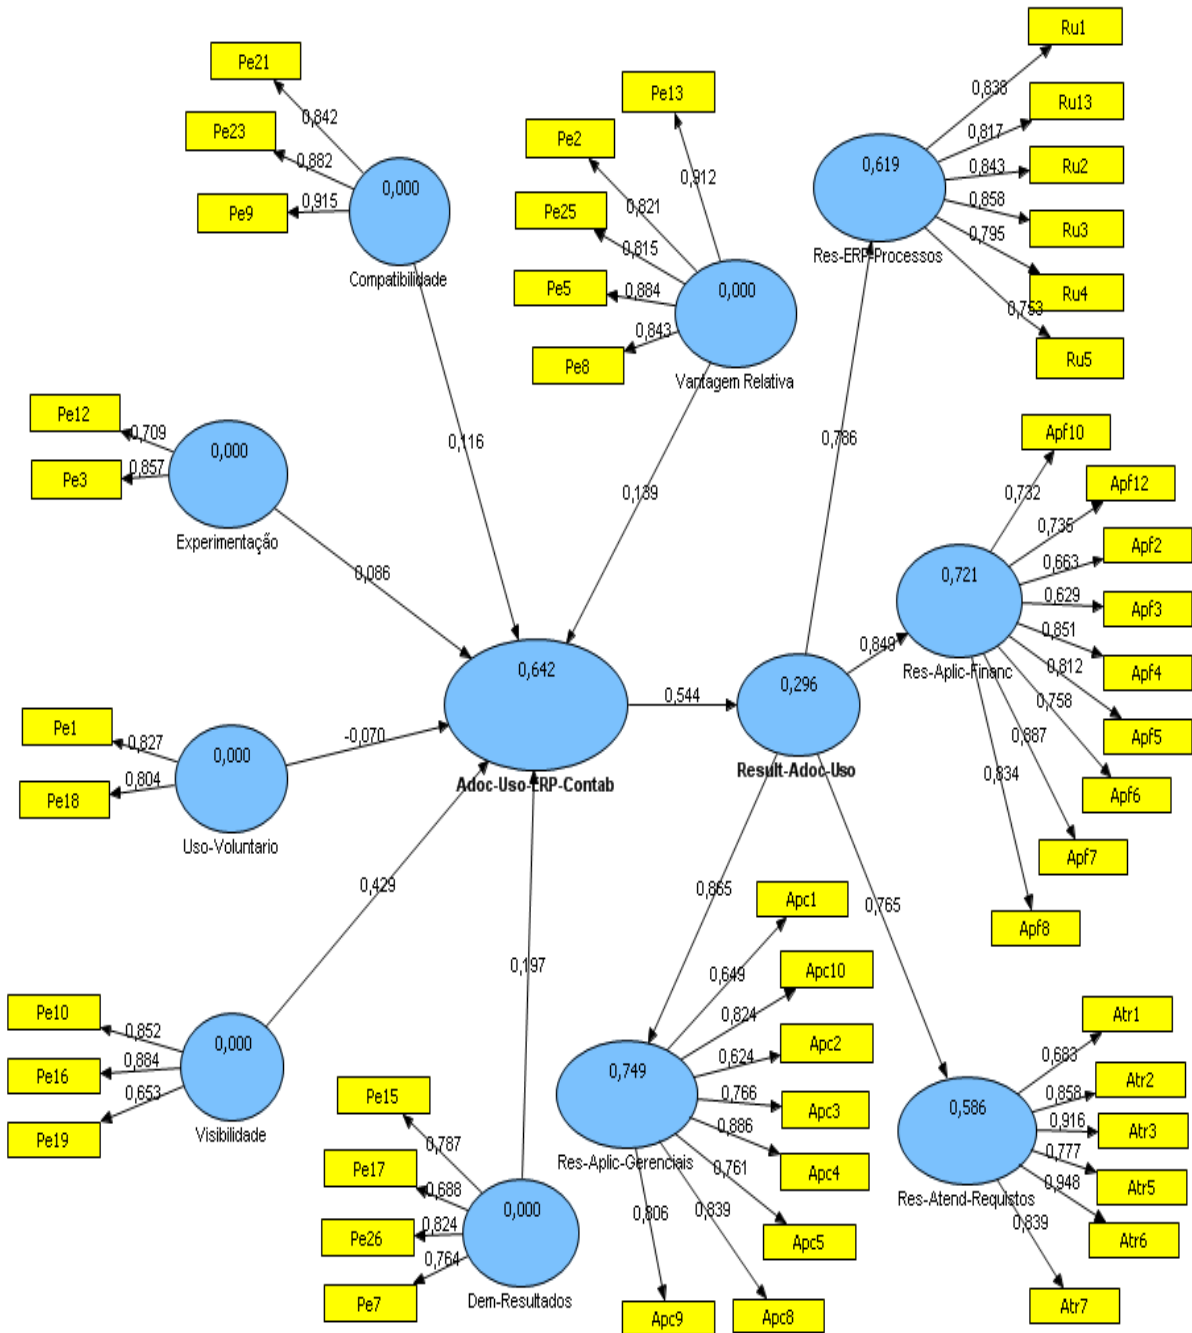 Pe21
0,842
Pe23
0,882
Pe9
0,915
0,000
Compatibilidade
Pe13
0,912
Pe2
0,821
Pe25
0,815
Pe5
0,884
Pe8
0,843
0,000
Vantagem Relativa
Ru1
0,838
Ru13
0,817
Ru2
0,843
Ru3
0,858
Ru4
0,795
Ru5
0,753
0,619
Res-ERP-Processos
Pe12
0,709
Pe3
0,857
0,000
Experimentação
0,116
0,139
0,086
0,786
Apf10
0,732
Apf12
0,735
Apf2
0,663
Apf3
0,629
Apf4
0,851
Apf5
0,812
Apf6
0,758
Apf7
0,887
Apf8
0,834
0,721
Res-Aplic-Financ
0,849
Pe1
0,827
Pe18
0,804
0,000
Uso-Voluntario
-0,070
0,642
Adoc-Uso-ERP-Contab
0,544
0,296
Result-Adoc-Uso
0,429
0,197
0,865
0,765
Pe10
0,852
Pe16
0,884
Pe19
0,653
0,000
Visibilidade
Pe15
0,787
Pe17
0,688
Pe26
0,824
Pe7
0,764
0,000
Dem-Resultados
Apc1
0,649
Apc10
0,824
Apc2
0,624
Apc3
0,766
Apc4
0,886
Apc5
0,761
Apc8
0,839
Apc9
0,806
0,749
Res-Aplic-Gerenciais
Atr1
0,683
Atr2
0,858
Atr3
0,916
Atr5
0,777
Atr6
0,948
Atr7
0,839
0,586
Res-Atend-Requistos